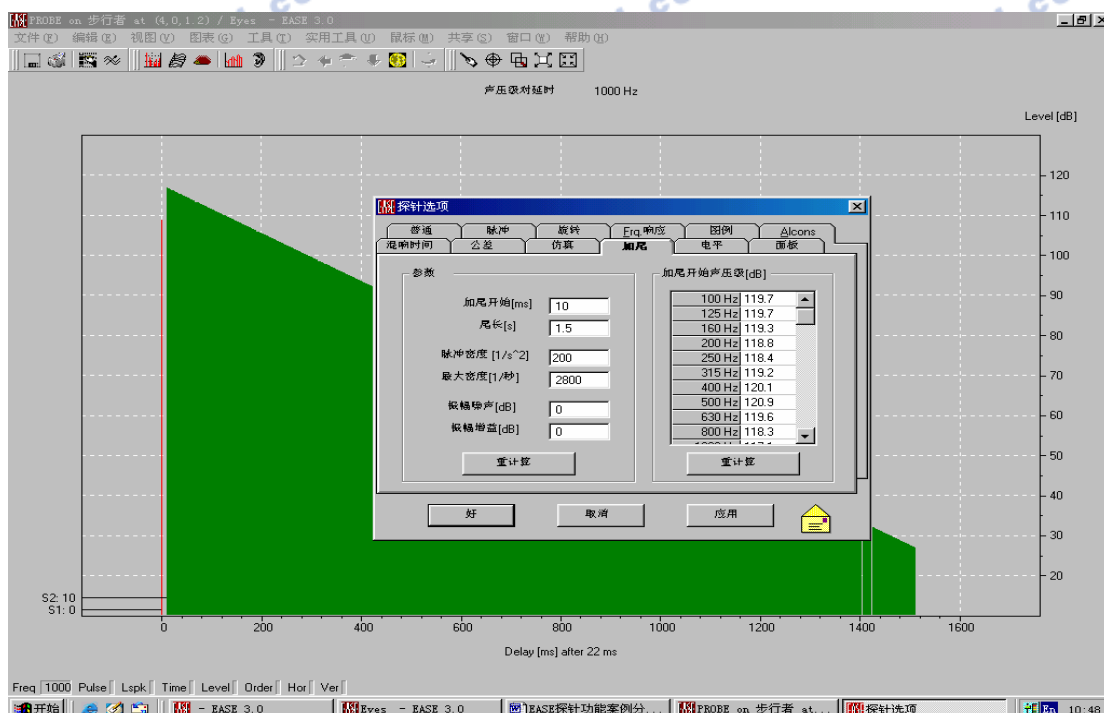 PROBE on 步行者 at (4,0,1.2) / Eyes - EASE 3.0
文件(F) 编辑(E) 视图(V) 图表(G) 工具(T) 实用工具(U) 鼠标(M) 共享(S) 窗口(W) 帮助(H)
声压级对延时 1000 Hz
Level [dB]
120
110
100
90
80
70
60
50
40
30
20
探针选项
普通 脉冲 旋转 Frq.响应 图例 Alcons
混响时间 公差 仿真 加尾 电平 面板
参数
加尾开始[ms] 10
尾长[s] 1.5
脉冲密度 [1/s^2] 200
最大密度[1/秒] 2800
振幅噪声[dB] 0
振幅增益[dB] 0
重计算
加尾开始声压级[dB]
100 Hz 119.7
125 Hz 119.7
160 Hz 119.3
200 Hz 118.8
250 Hz 118.4
315 Hz 119.2
400 Hz 120.1
500 Hz 120.9
630 Hz 119.6
800 Hz 118.3
重计算
好 取消 应用
S2: 10
S1: 0
0 200 400 600 800 1000 1200 1400 1600
Delay [ms] after 22 ms
Freq 1000 Pulse Lspk Time Level Order Hor Ver
开始 EASE - EASE 3.0 Eyes - EASE 3.0 EASE探针功能案例分... PROBE on 步行者 at... 探针选项 En 10:48